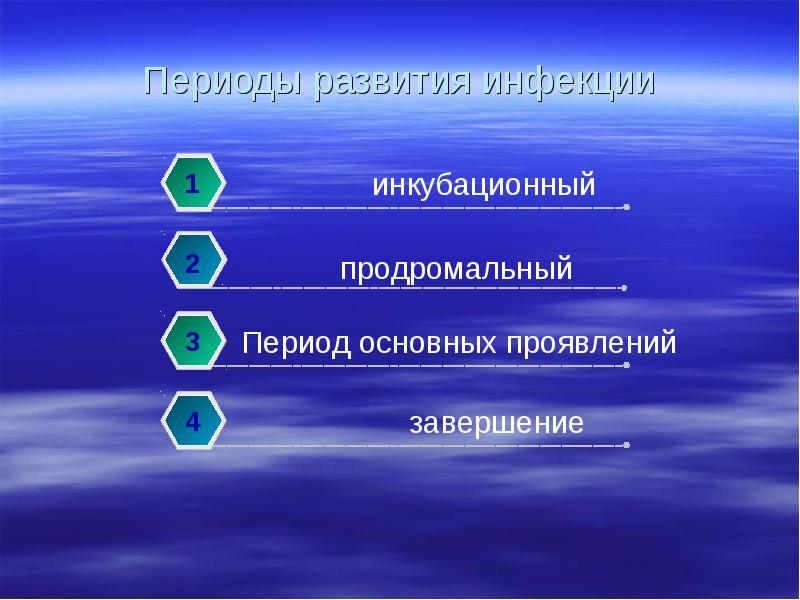 Периоды развития инфекции
1 инкубационный
2 продромальный
3 Период основных проявлений
4 завершение